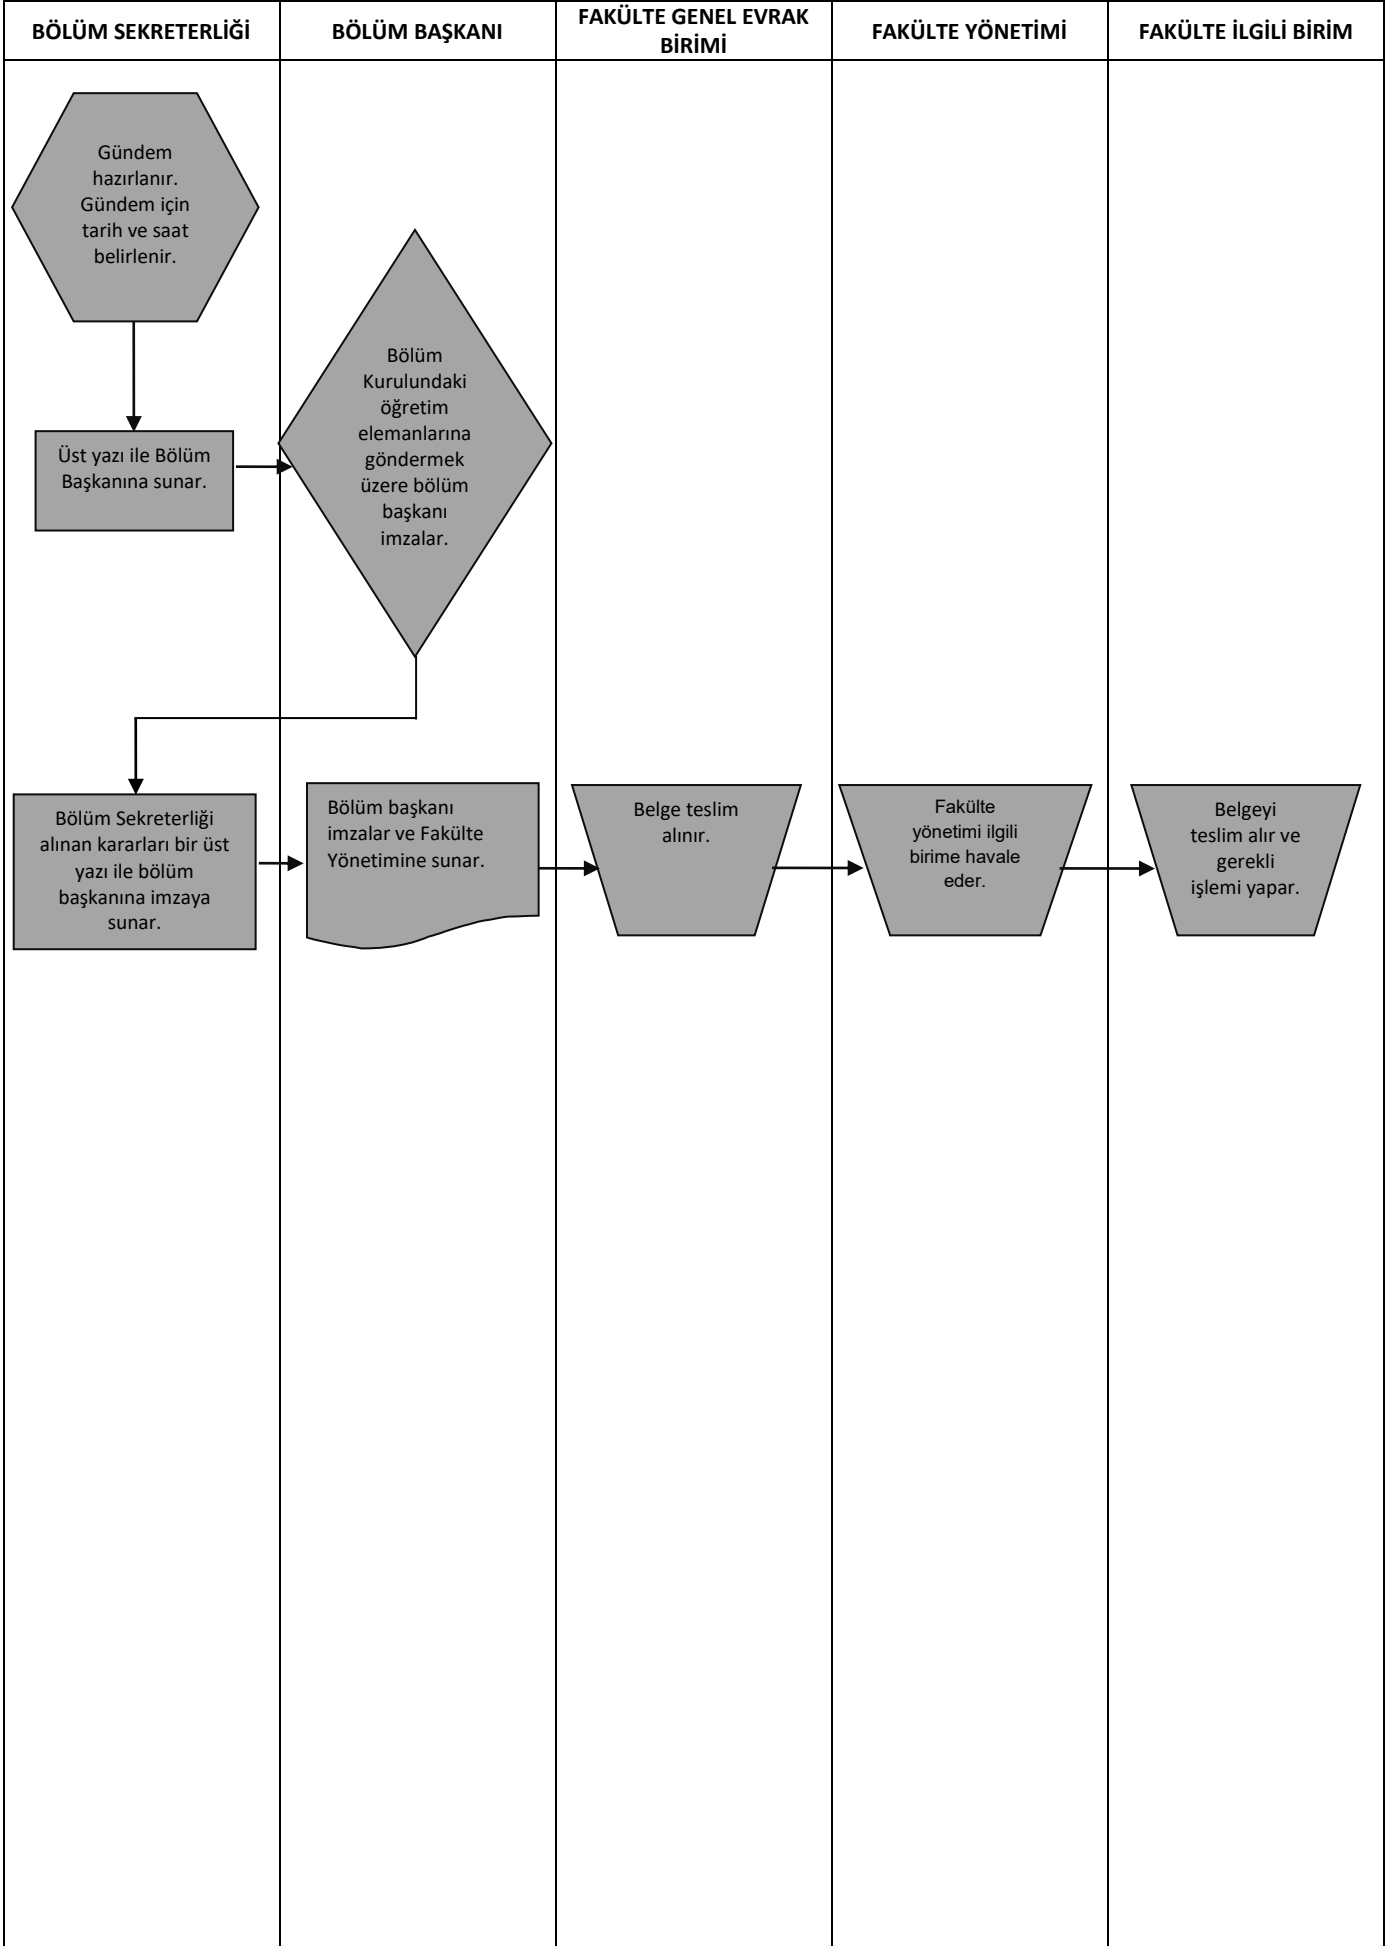 BÖLÜM SEKRETERLİĞİ
BÖLÜM BAŞKANI
FAKÜLTE GENEL EVRAK
BİRİMİ
FAKÜLTE YÖNETİMİ
FAKÜLTE İLGİLİ BİRİM
Gündem
hazırlanır.
Gündem için
tarih ve saat
belirlenir.
Üst yazı ile Bölüm
Başkanına sunar.
Bölüm
Kurulundaki
öğretim
elemanlarına
göndermek
üzere bölüm
başkanı
imzalar.
Bölüm Sekreterliği
alınan kararları bir üst
yazı ile bölüm
başkanına imzaya
sunar.
Bölüm başkanı
imzalar ve Fakülte
Yönetimine sunar.
Belge teslim
alınır.
Fakülte
yönetimi ilgili
birime havale
eder.
Belgeyi
teslim alır ve
gerekli
işlemi yapar.